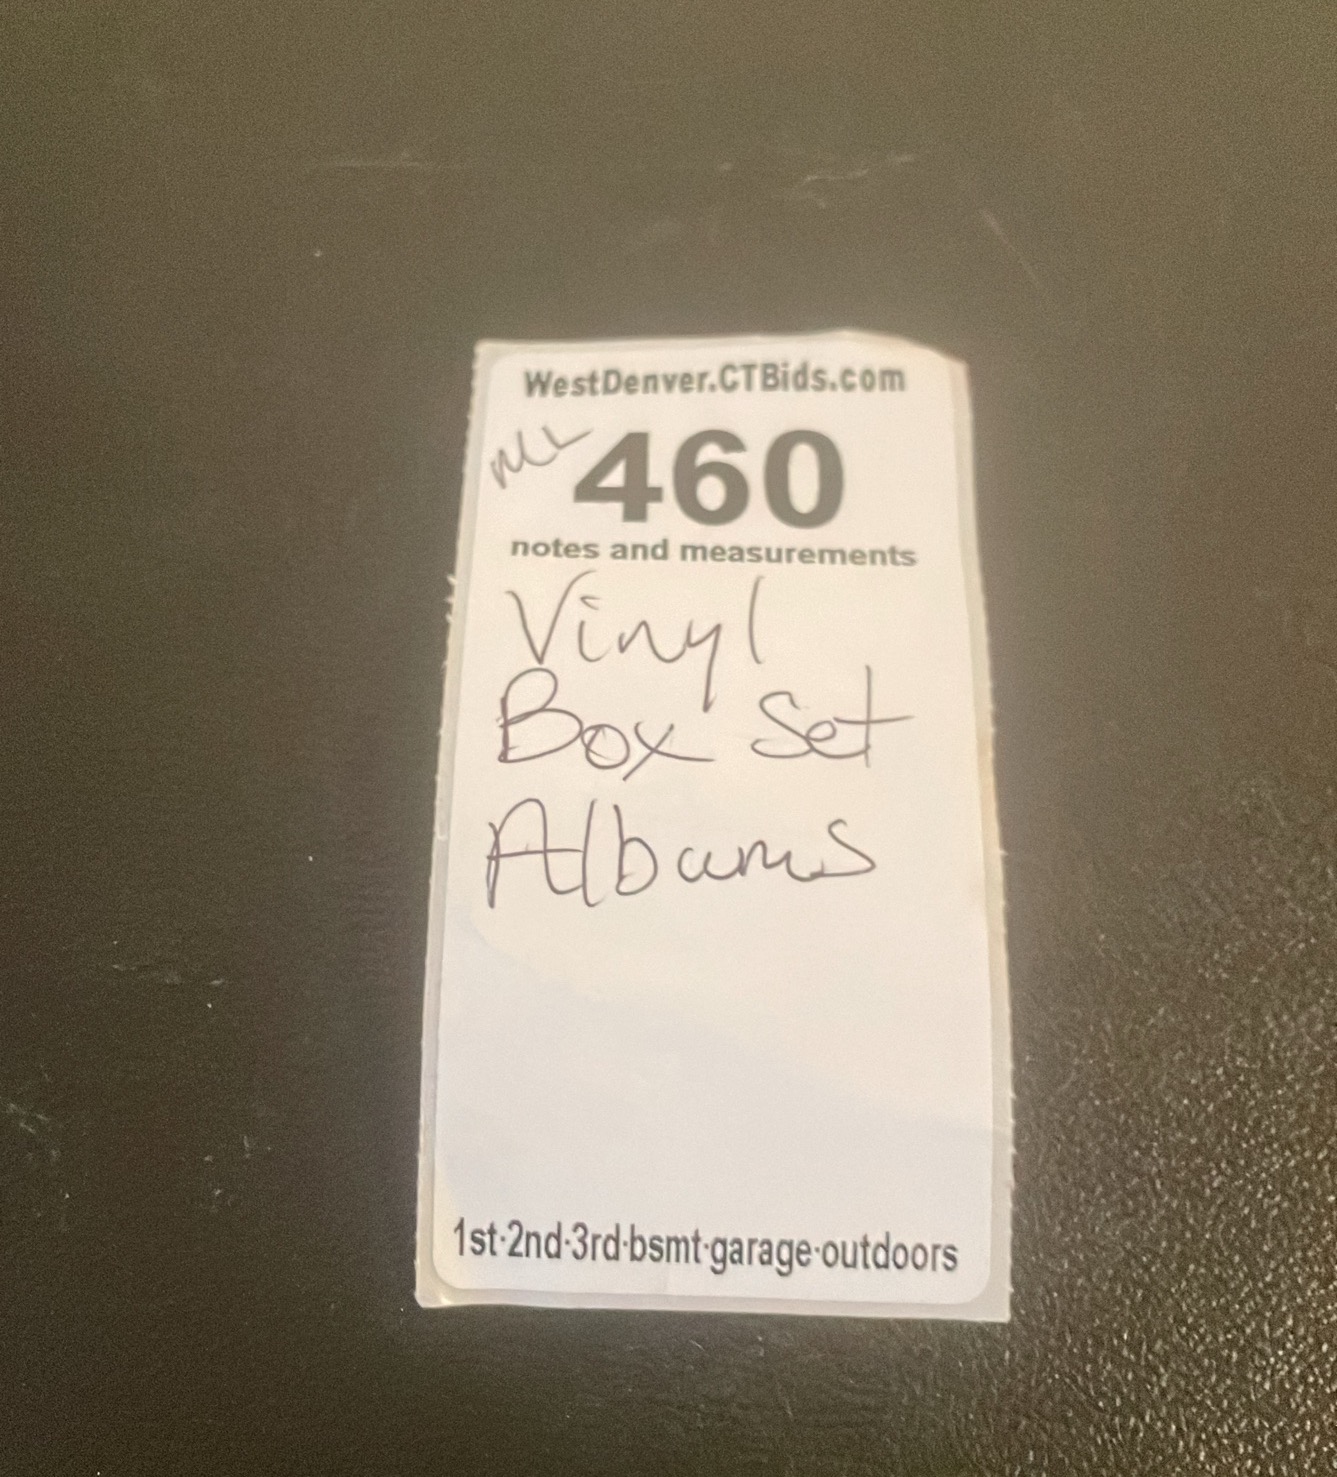 WestDenver.CTBids.com
460
notes and measurements
Vinyl
Box Set
Albums
1st·2nd·3rd·bsmt·garage·outdoors